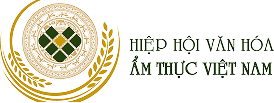 HIỆP HỘI VĂN HÓA
ẨM THỰC VIỆT NAM